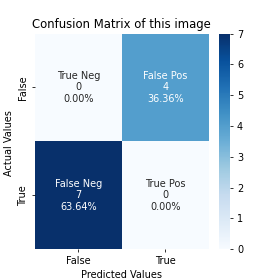 Confusion Matrix of this image
True Neg
0
0.00%
False Pos
4
36.36%
False Neg
7
63.64%
True Pos
0
0.00%
False
True
Actual Values
False
True
Predicted Values
7
6
5
4
3
2
1
0